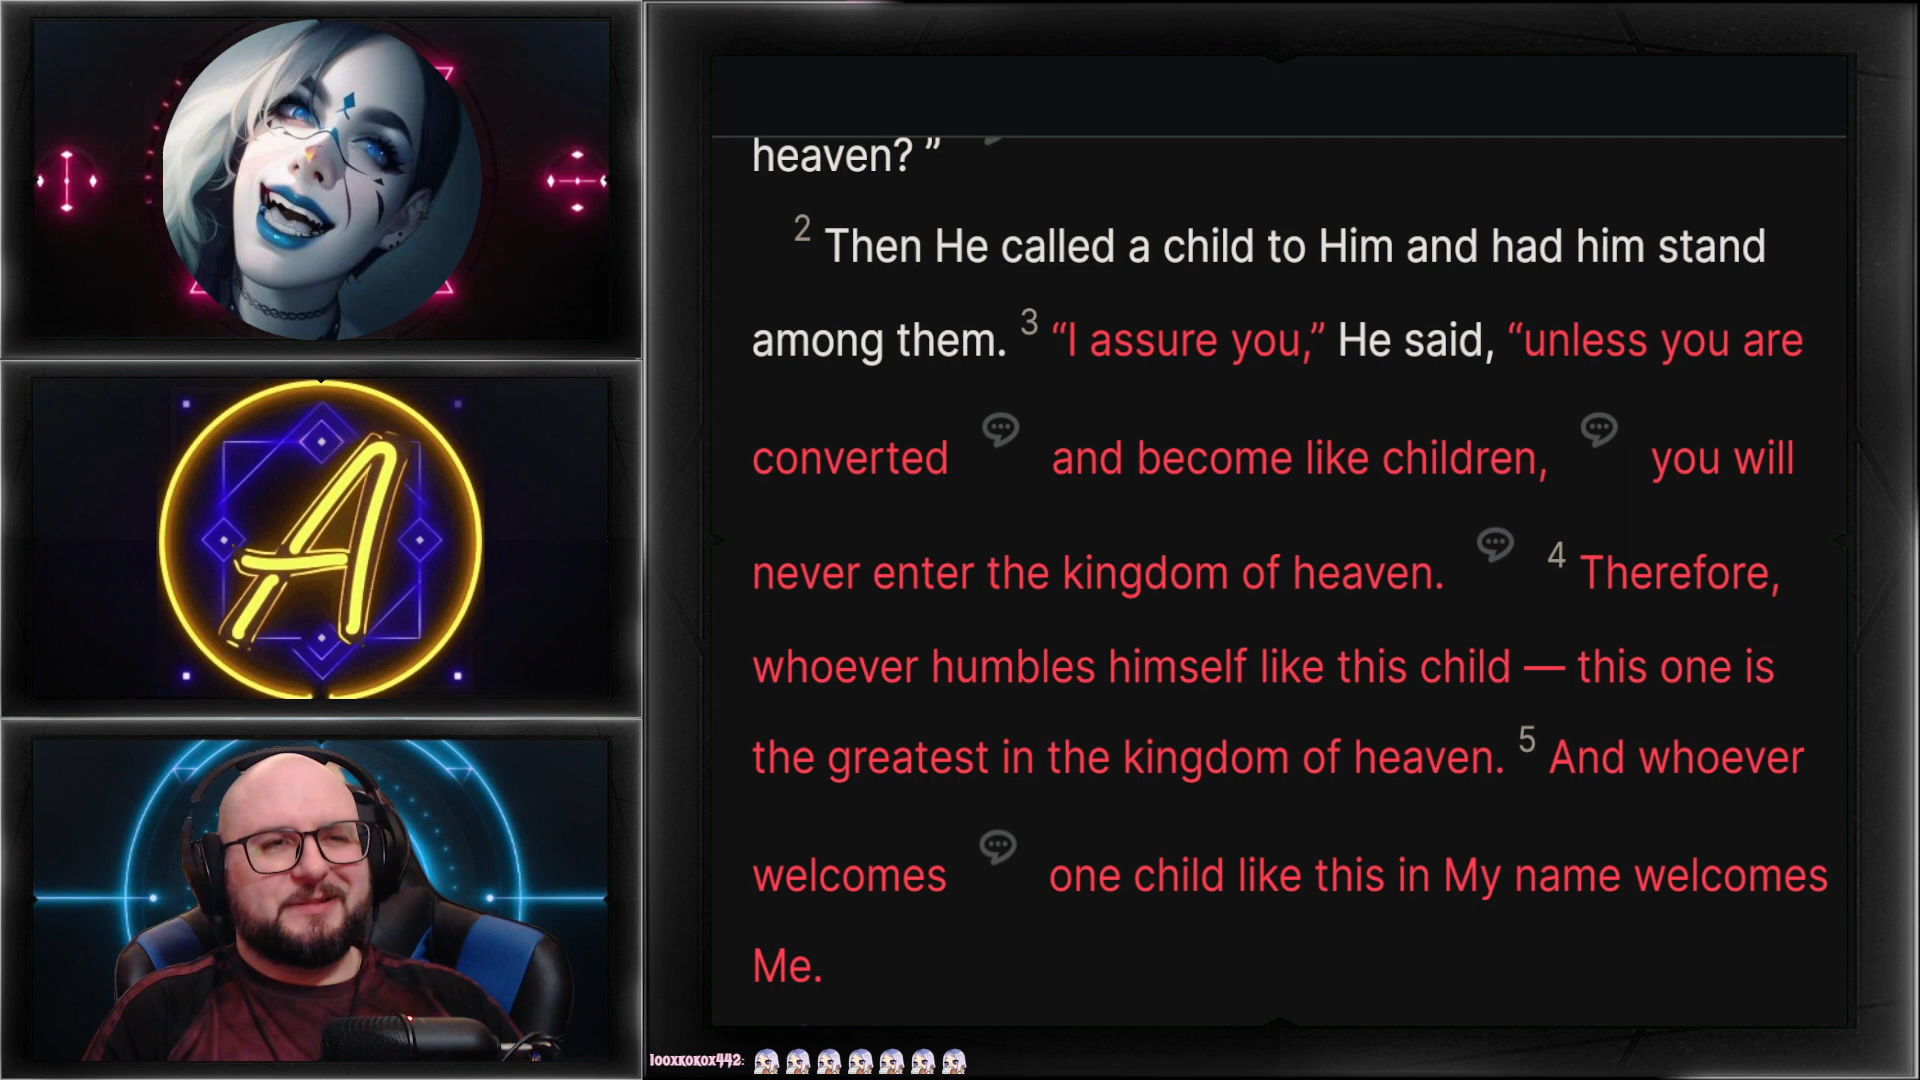 heaven? ”
2 Then He called a child to Him and had him stand
among them. 3 “I assure you,” He said, “unless you are
converted and become like children, you will
never enter the kingdom of heaven. 4 Therefore,
whoever humbles himself like this child — this one is
the greatest in the kingdom of heaven. 5 And whoever
welcomes one child like this in My name welcomes
Me.
A
looxkokox442: